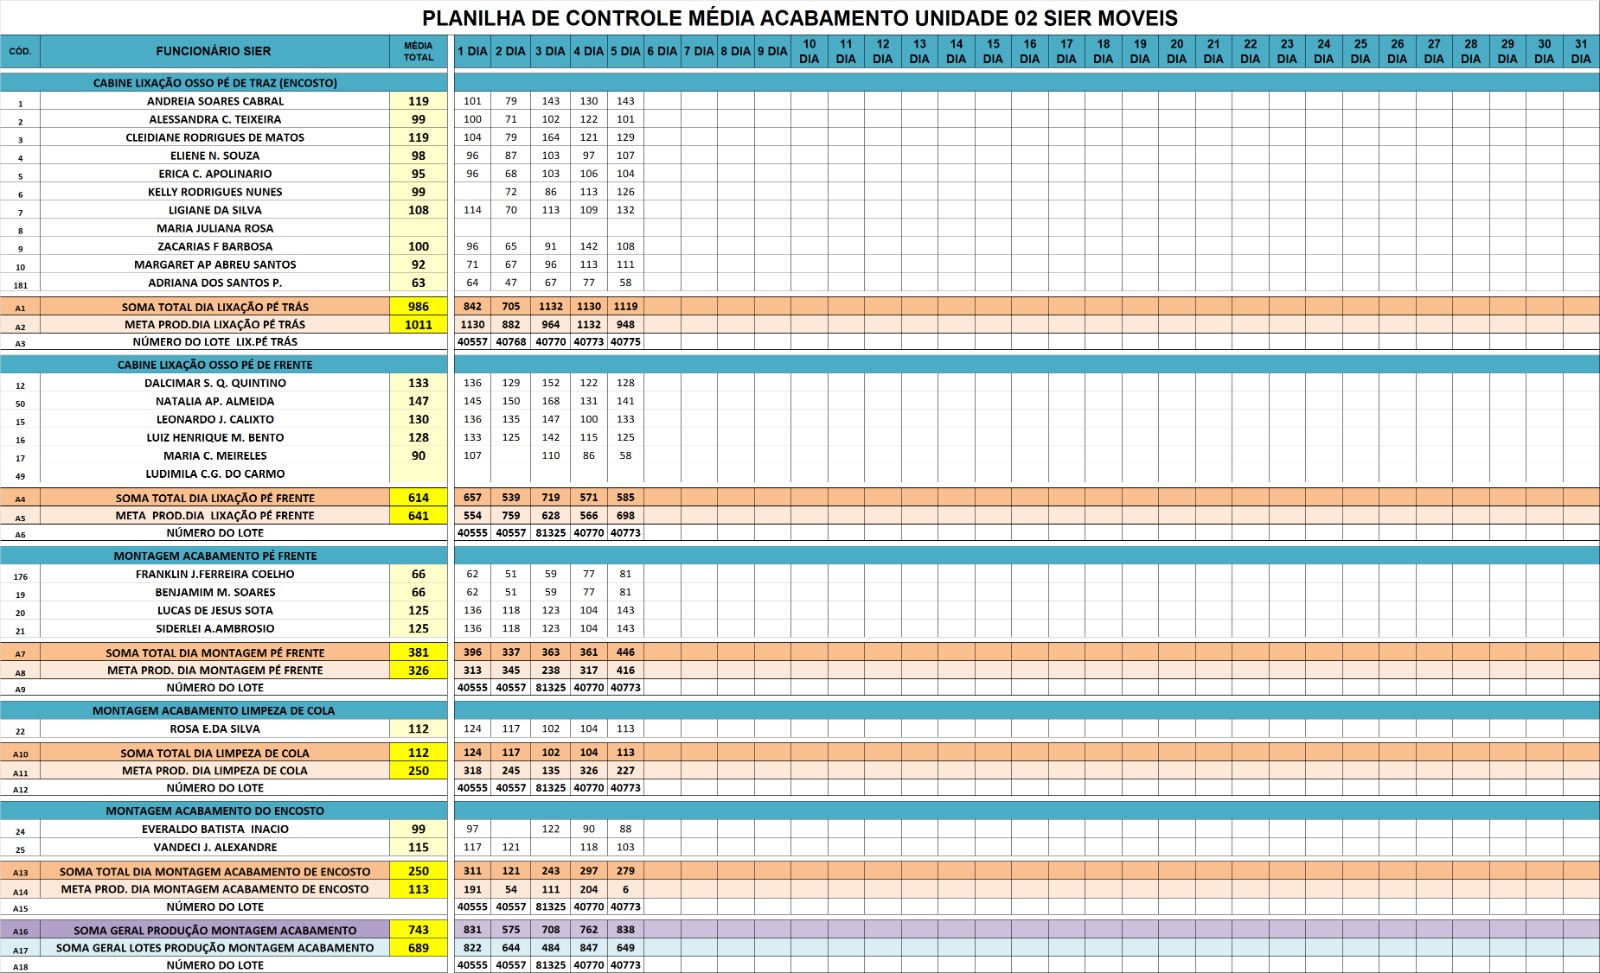 PLANILHA DE CONTROLE MÉDIA ACABAMENTO UNIDADE 02 SIER MOVEIS
CÓD. FUNCIONÁRIO SIER MÉDIA TOTAL 1 DIA 2 DIA 3 DIA 4 DIA 5 DIA 6 DIA 7 DIA 8 DIA 9 DIA 10 DIA 11 DIA 12 DIA 13 DIA 14 DIA 15 DIA 16 DIA 17 DIA 18 DIA 19 DIA 20 DIA 21 DIA 22 DIA 23 DIA 24 DIA 25 DIA 26 DIA 27 DIA 28 DIA 29 DIA 30 DIA 31 DIA
CABINE LIXAÇÃO OSSO PÉ DE TRAZ (ENCOSTO)
1 ANDREIA SOARES CABRAL 119 101 79 143 130 143
2 ALESSANDRA C. TEIXEIRA 99 100 71 102 122 101
3 CLEIDIANE RODRIGUES DE MATOS 119 104 79 164 121 129
4 ELIENE N. SOUZA 98 96 87 103 97 107
5 ERICA C. APOLINARIO 95 96 68 103 106 104
6 KELLY RODRIGUES NUNES 99 72 86 113 126
7 LIGIANE DA SILVA 108 114 70 113 109 132
8 MARIA JULIANA ROSA
9 ZACARIAS F BARBOSA 100 96 65 91 142 108
10 MARGARET AP ABREU SANTOS 92 71 67 96 113 111
181 ADRIANA DOS SANTOS P. 63 64 47 67 77 58
A1 SOMA TOTAL DIA LIXAÇÃO PÉ TRÁS 986 842 705 1132 1130 1119
A2 META PROD.DIA LIXAÇÃO PÉ TRÁS 1011 1130 882 964 1132 948
A3 NÚMERO DO LOTE LIX.PÉ TRÁS 40557 40768 40770 40773 40775
CABINE LIXAÇÃO OSSO PÉ DE FRENTE
12 DALCIMAR S. Q. QUINTINO 133 136 129 152 122 128
50 NATALIA AP. ALMEIDA 147 145 150 168 131 141
15 LEONARDO J. CALIXTO 130 136 135 147 100 133
16 LUIZ HENRIQUE M. BENTO 128 133 125 142 115 125
17 MARIA C. MEIRELES 90 107 110 86 58
49 LUDIMILA C.G. DO CARMO
A4 SOMA TOTAL DIA LIXAÇÃO PÉ FRENTE 614 657 539 719 571 585
A5 META PROD.DIA LIXAÇÃO PÉ FRENTE 641 554 759 628 566 698
A6 NÚMERO DO LOTE 40555 40557 81325 40770 40773
MONTAGEM ACABAMENTO PÉ FRENTE
176 FRANKLIN J.FERREIRA COELHO 66 62 51 59 77 81
19 BENJAMIM M. SOARES 66 62 51 59 77 81
20 LUCAS DE JESUS SOTA 125 136 118 123 104 143
21 SIDERLEI A.AMBROSIO 125 136 118 123 104 143
A7 SOMA TOTAL DIA MONTAGEM PÉ FRENTE 381 396 337 363 361 446
A8 META PROD. DIA MONTAGEM PÉ FRENTE 326 313 345 238 317 416
A9 NÚMERO DO LOTE 40555 40557 81325 40770 40773
MONTAGEM ACABAMENTO LIMPEZA DE COLA
22 ROSA E.DA SILVA 112 124 117 102 104 113
A10 SOMA TOTAL DIA LIMPEZA DE COLA 112 124 117 102 104 113
A11 META PROD. DIA LIMPEZA DE COLA 250 318 245 135 326 227
A12 NÚMERO DO LOTE 40555 40557 81325 40770 40773
MONTAGEM ACABAMENTO DO ENCOSTO
24 EVERALDO BATISTA INACIO 99 97 122 90 88
25 VANDECI J. ALEXANDRE 115 117 121 118 103
A13 SOMA TOTAL DIA MONTAGEM ACABAMENTO DE ENCOSTO 250 311 121 243 297 279
A14 META PROD. DIA MONTAGEM ACABAMENTO DE ENCOSTO 113 191 54 111 204 6
A15 NÚMERO DO LOTE 40555 40557 81325 40770 40773
A16 SOMA GERAL PRODUÇÃO MONTAGEM ACABAMENTO 743 831 575 708 762 838
A17 SOMA GERAL LOTES PRODUÇÃO MONTAGEM ACABAMENTO 689 822 644 484 847 649
A18 NÚMERO DO LOTE 40555 40557 81325 40770 40773